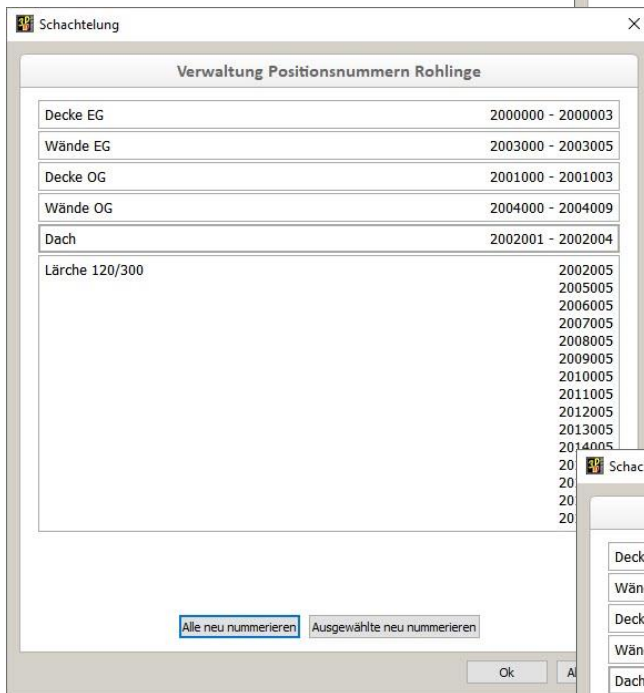 Schachtelung
Verwaltung Positionsnummern Rohlinge
Decke EG 2000000 - 2000003
Wände EG 2003000 - 2003005
Decke OG 2001000 - 2001003
Wände OG 2004000 - 2004009
Dach 2002001 - 2002004
Lärche 120/300 2002005
2005005
2006005
2007005
2008005
2009005
2010005
2011005
2012005
2013005
2014005
Alle neu nummerieren Ausgewählte neu nummerieren
Ok
Dach